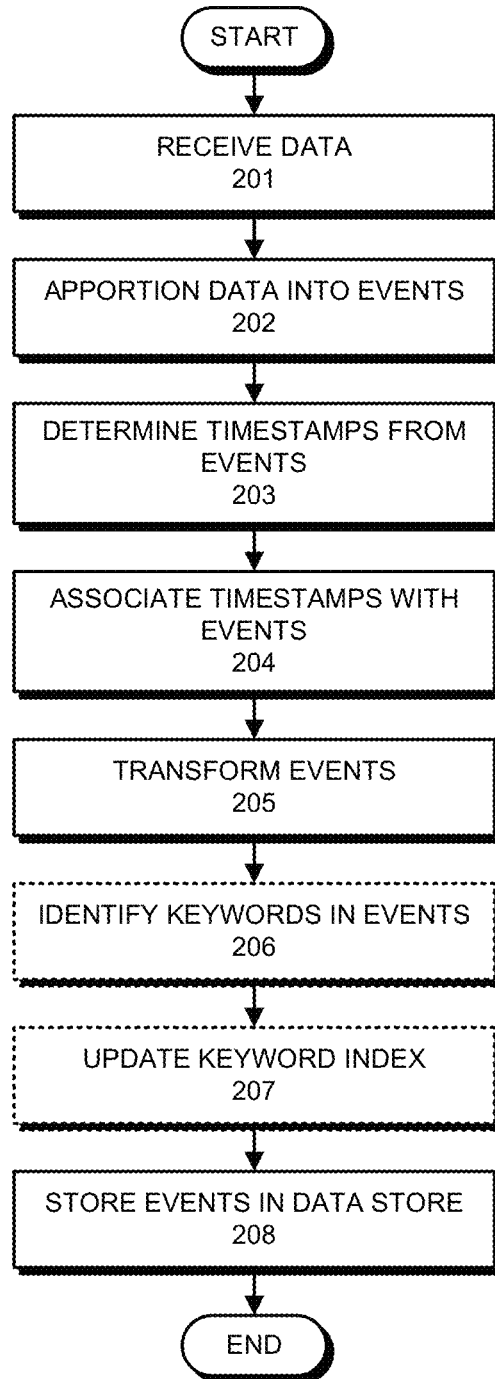 START
RECEIVE DATA
201
APPORTION DATA INTO EVENTS
202
DETERMINE TIMESTAMPS FROM
EVENTS
203
ASSOCIATE TIMESTAMPS WITH
EVENTS
204
TRANSFORM EVENTS
205
IDENTIFY KEYWORDS IN EVENTS
206
UPDATE KEYWORD INDEX
207
STORE EVENTS IN DATA STORE
208
END